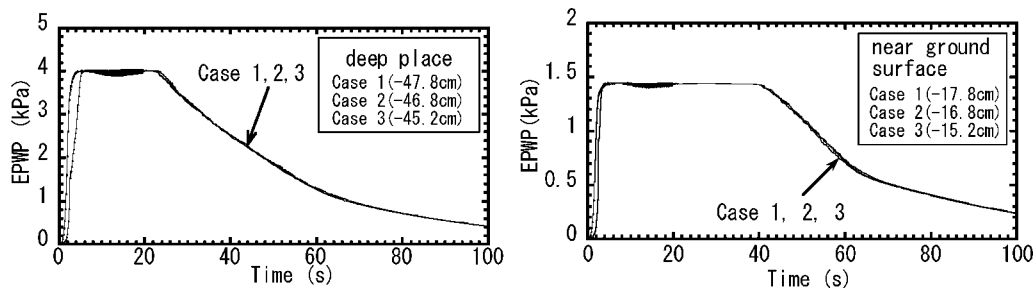 5
4
3
2
1
0
EPWP (kPa)
0 20 40 60 80 100
Time (s)
deep place
Case 1(-47.8cm)
Case 2(-46.8cm)
Case 3(-45.2cm)
Case 1,2,3
2
1.5
1
0.5
0
EPWP(kPa)
0 20 40 60 80 100
Time (s)
near ground
surface
Case 1(-17.8cm)
Case 2(-16.8cm)
Case 3(-15.2cm)
Case 1, 2, 3